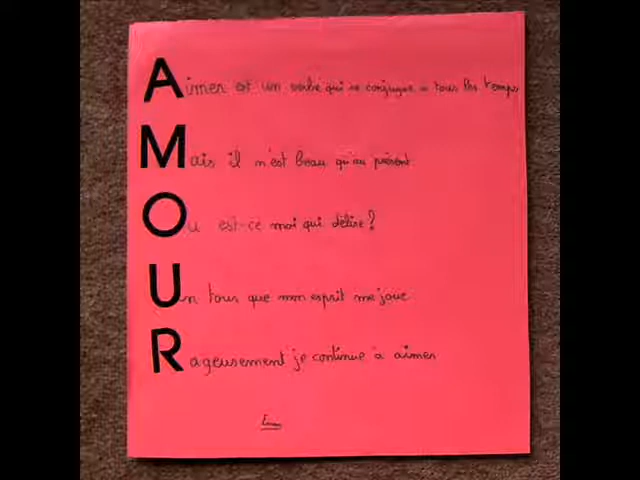 Aimer est un verbe qui se conjugue à tous les temps
Mais il n'est beau qu'au présent
Ou est-ce moi qui délire ?
Un tour que mon esprit me joue
Rageusement je continue à aimer